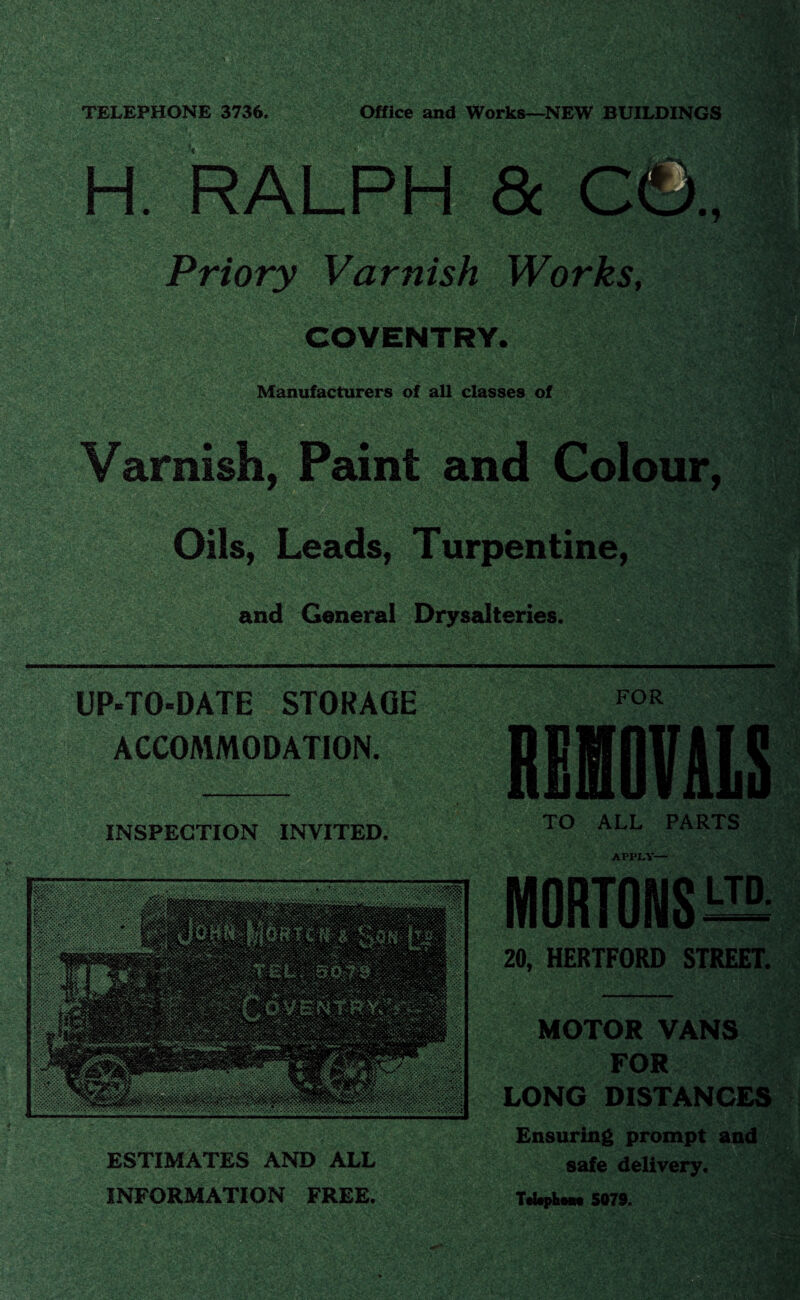 TELEPHONE 3736. Office and Works—NEW BUILDINGS
H. RALPH & CO.,
Priory Varnish Works,
COVENTRY.
Manufacturers of all classes of
Varnish, Paint and Colour,
Oils, Leads, Turpentine,
and General Drysalteries.
UP-TO-DATE STORAGE
ACCOMMODATION.
INSPECTION INVITED.
JOHN MORTON & SON LTD
TEL. 5079
COVENTRY.
ESTIMATES AND ALL
INFORMATION FREE.
FOR
REMOVALS
TO ALL PARTS
APPLY—
MORTONS LTD.
20, HERTFORD STREET.
MOTOR VANS
FOR
LONG DISTANCES
Ensuring prompt and
safe delivery.
Telephone 5079.